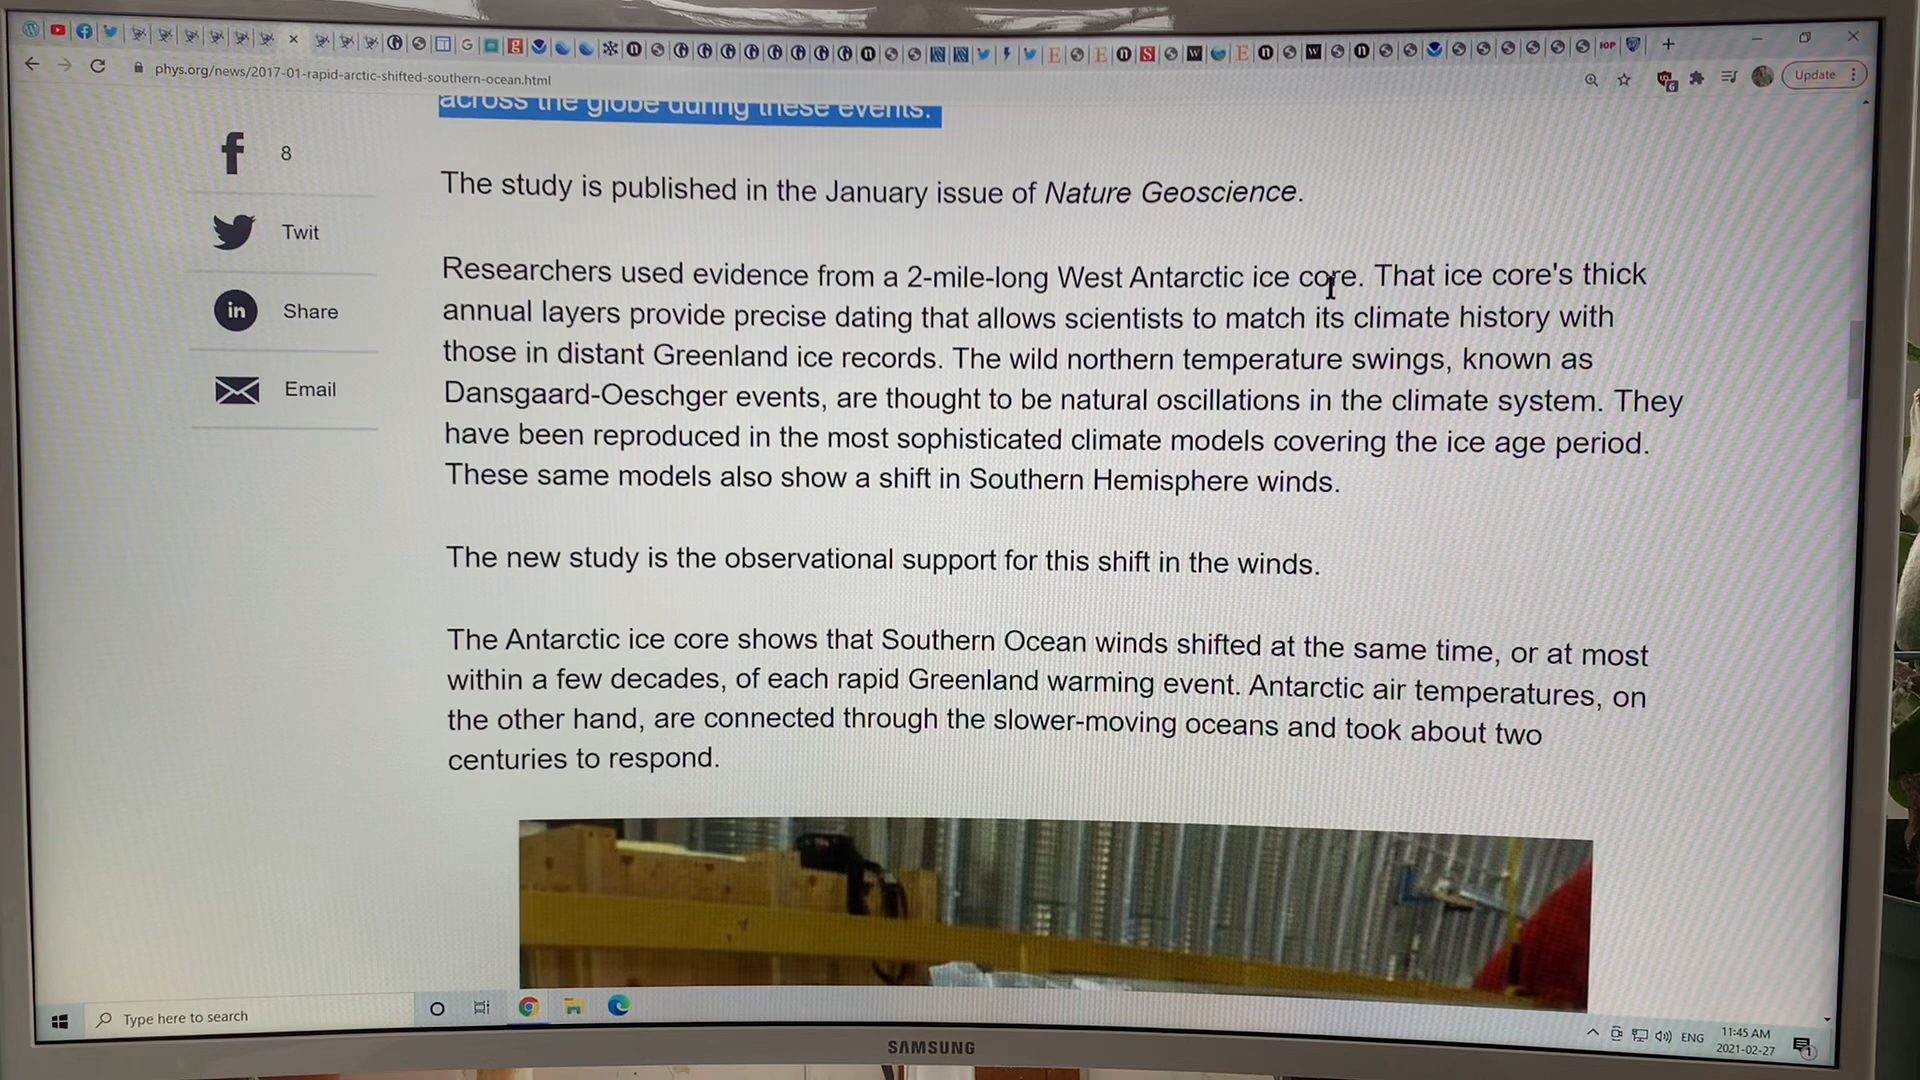 phys.org/news/2017-01-rapid-arctic-shifted-southern-ocean.html
Update
across the globe during these events.
8
Twit
Share
Email
The study is published in the January issue of Nature Geoscience.
Researchers used evidence from a 2-mile-long West Antarctic ice core. That ice core's thick
annual layers provide precise dating that allows scientists to match its climate history with
those in distant Greenland ice records. The wild northern temperature swings, known as
Dansgaard-Oeschger events, are thought to be natural oscillations in the climate system. They
have been reproduced in the most sophisticated climate models covering the ice age period.
These same models also show a shift in Southern Hemisphere winds.
The new study is the observational support for this shift in the winds.
The Antarctic ice core shows that Southern Ocean winds shifted at the same time, or at most
within a few decades, of each rapid Greenland warming event. Antarctic air temperatures, on
the other hand, are connected through the slower-moving oceans and took about two
centuries to respond.
Type here to search
ENG
11:45 AM
2021-02-27
SAMSUNG